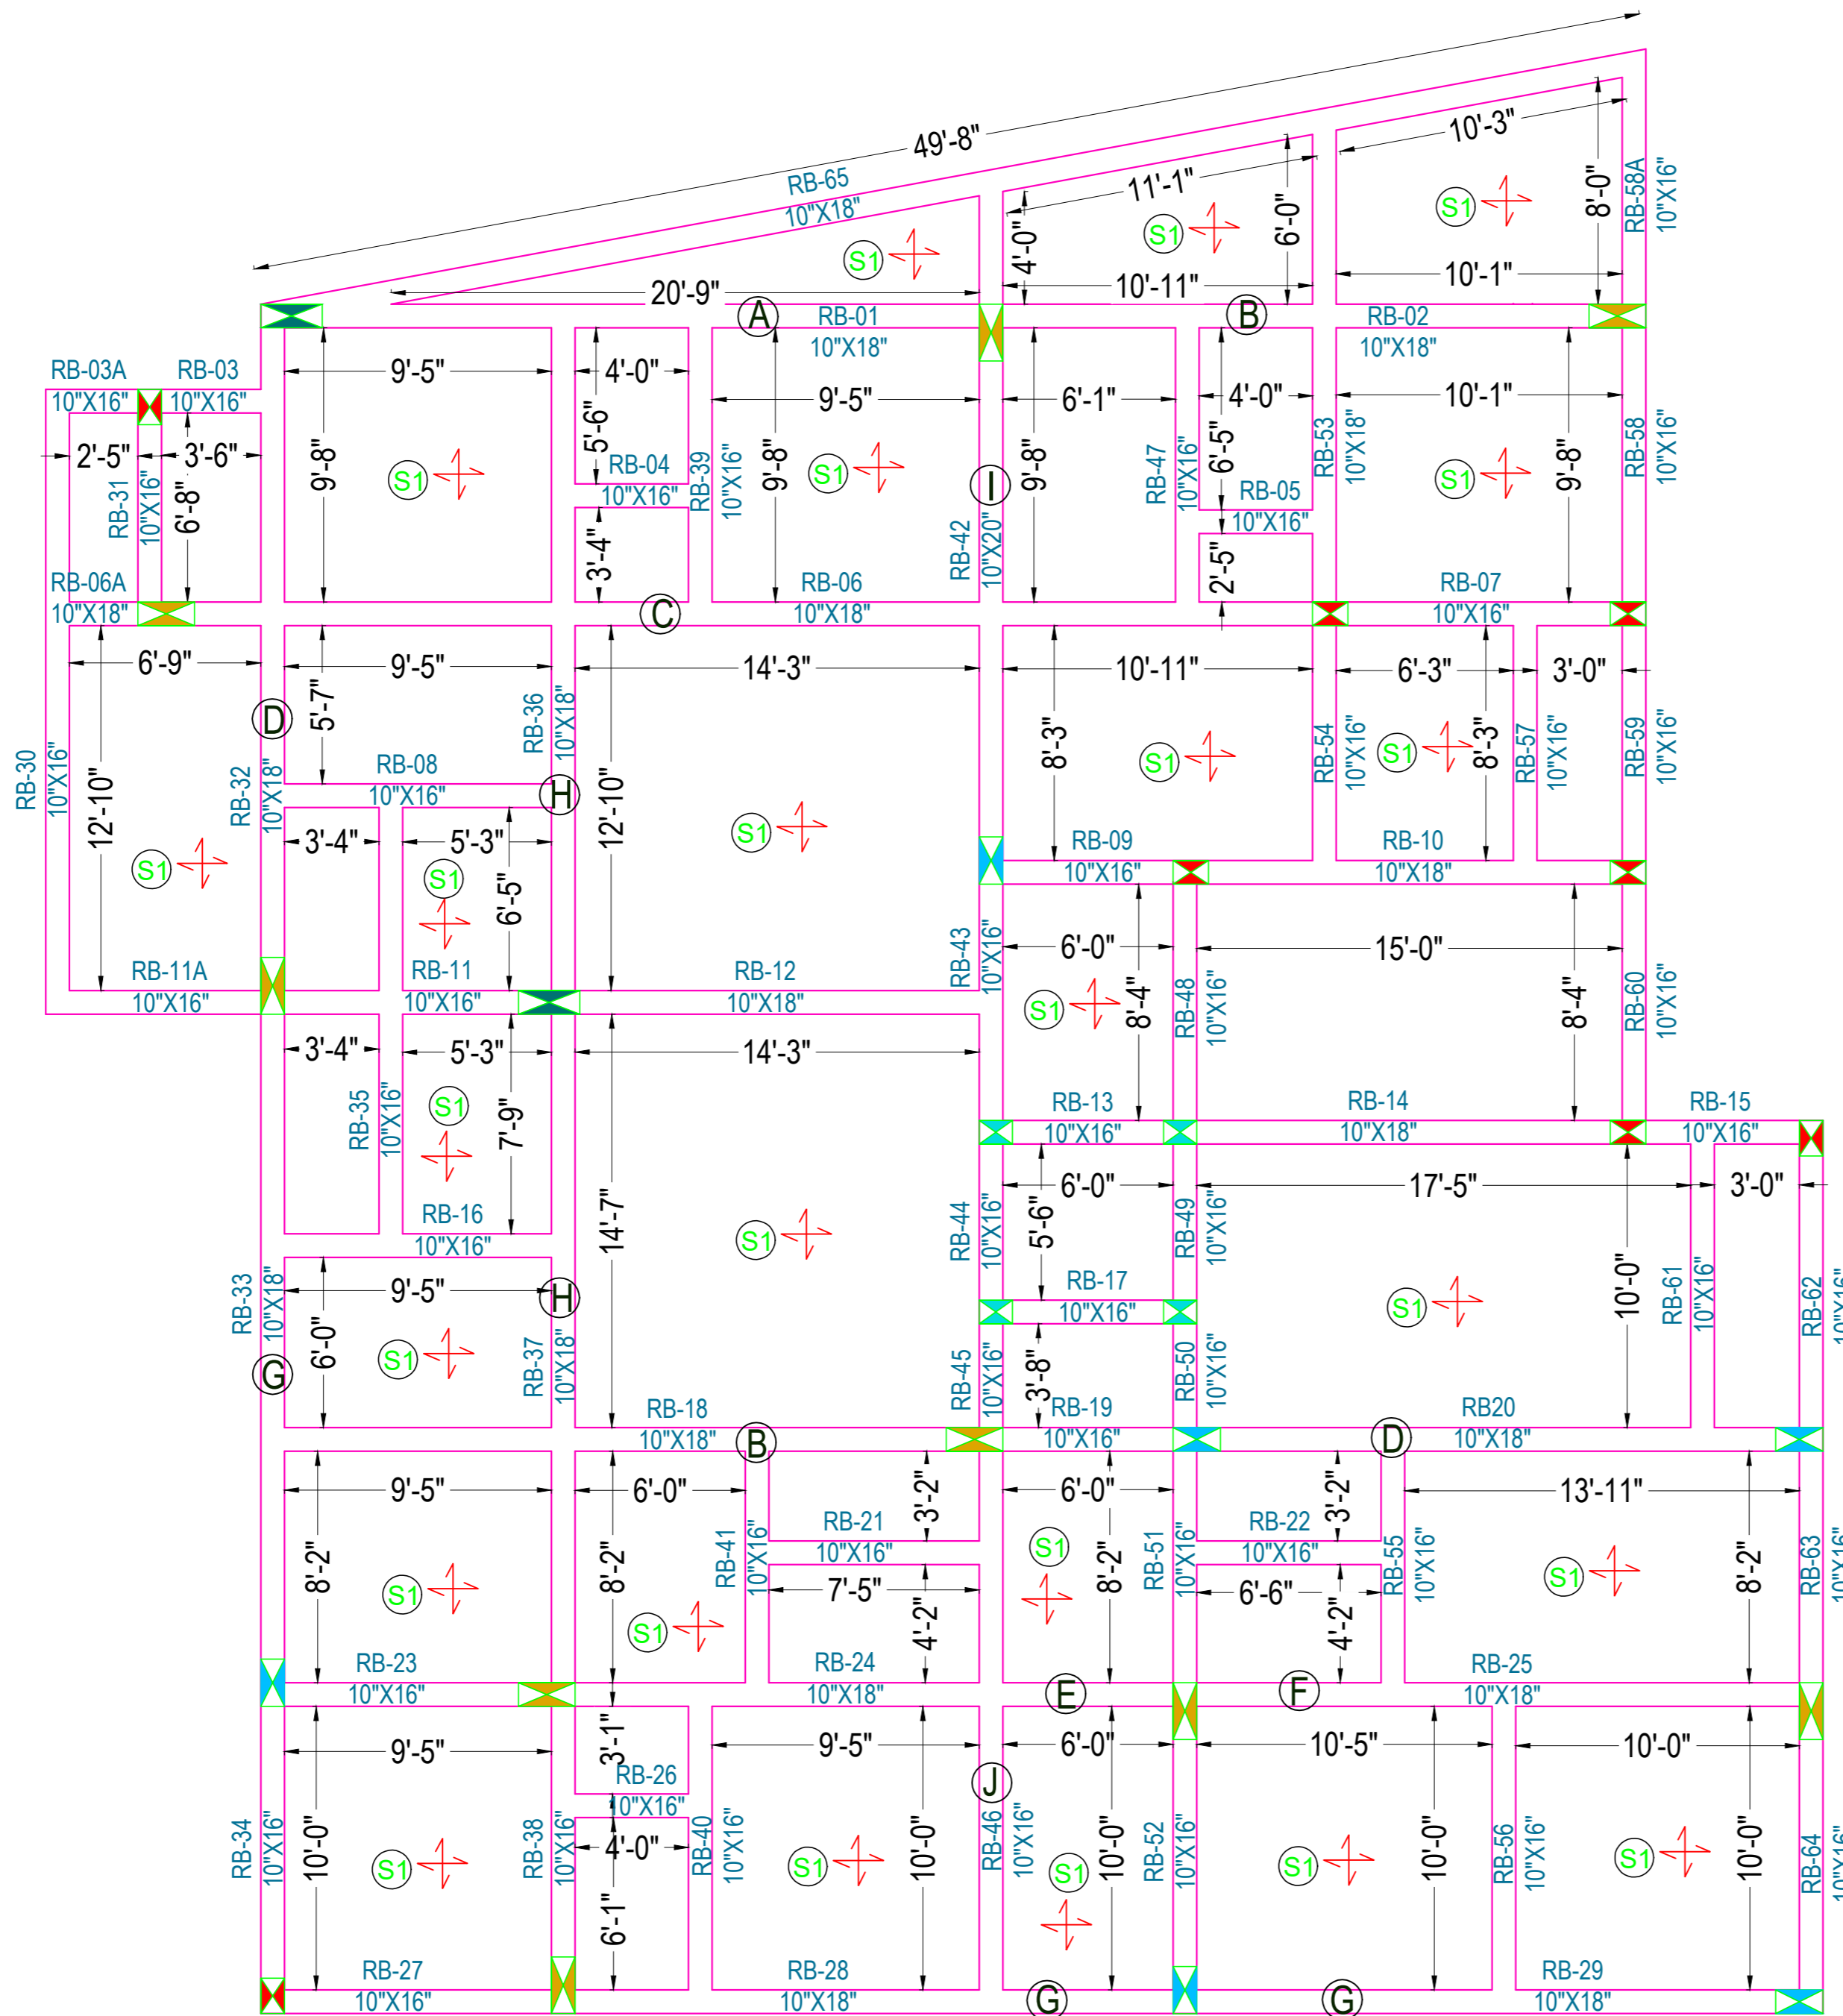 49'-8"
10'-3"
RB-65
10"X18"
11'-1"
8'-0"
RB-58A
10"X16"
S1
S1
S1
4'-0"
6'-0"
10'-1"
10'-11"
20'-9"
A
RB-01
10"X18"
B
RB-02
10"X18"
RB-03A
10"X16"
RB-03
10"X16"
9'-5"
4'-0"
9'-5"
6'-1"
4'-0"
10'-1"
2'-5"
3'-6"
RB-31
10"X16"
6'-8"
9'-8"
S1
5'-6"
RB-04
10"X16"
RB-39
10"X16"
9'-8"
S1
I
RB-42
10"X20"
9'-8"
RB-47
10"X16"
6'-5"
RB-05
10"X16"
RB-53
10"X18"
S1
9'-8"
RB-58
10"X16"
3'-4"
2'-5"
RB-06A
10"X18"
C
RB-06
10"X18"
RB-07
10"X16"
6'-9"
9'-5"
14'-3"
10'-11"
6'-3"
3'-0"
RB-30
10"X16"
12'-10"
D
RB-32
10"X18"
5'-7"
RB-36
10"X18"
RB-08
10"X16"
H
12'-10"
8'-3"
S1
RB-54
10"X16"
S1
8'-3"
RB-57
10"X16"
RB-59
10"X16"
S1
3'-4"
5'-3"
S1
6'-5"
S1
RB-09
10"X16"
RB-10
10"X18"
RB-11A
10"X16"
RB-11
10"X16"
RB-12
10"X18"
RB-43
10"X16"
6'-0"
S1
8'-4"
RB-48
10"X16"
15'-0"
8'-4"
RB-60
10"X16"
3'-4"
5'-3"
14'-3"
RB-35
10"X16"
S1
7'-9"
RB-13
10"X16"
RB-14
10"X18"
RB-15
10"X16"
6'-0"
17'-5"
3'-0"
RB-16
10"X16"
14'-7"
S1
RB-44
10"X16"
5'-6"
RB-49
10"X16"
RB-17
10"X16"
S1
10'-0"
RB-61
10"X16"
RB-62
10"X16"
RB-33
10"X18"
9'-5"
6'-0"
S1
H
RB-37
10"X18"
G
RB-45
10"X16"
3'-8"
RB-50
10"X16"
RB-18
10"X18"
B
RB-19
10"X16"
D
RB20
10"X18"
9'-5"
6'-0"
3'-2"
6'-0"
3'-2"
13'-11"
8'-2"
S1
8'-2"
S1
RB-41
10"X16"
RB-21
10"X16"
7'-5"
4'-2"
S1
8'-2"
RB-51
10"X16"
RB-22
10"X16"
6'-6"
4'-2"
RB-55
10"X16"
S1
8'-2"
RB-63
10"X16"
RB-23
10"X16"
RB-24
10"X18"
E
F
RB-25
10"X18"
9'-5"
3'-1"
9'-5"
6'-0"
10'-5"
10'-0"
RB-26
10"X16"
4'-0"
J
RB-34
10"X16"
10'-0"
S1
RB-38
10"X16"
6'-1"
RB-40
10"X16"
S1
10'-0"
RB-46
10"X16"
S1
10'-0"
RB-52
10"X16"
S1
10'-0"
RB-56
10"X16"
S1
10'-0"
RB-64
10"X16"
RB-27
10"X16"
RB-28
10"X18"
G
G
RB-29
10"X18"